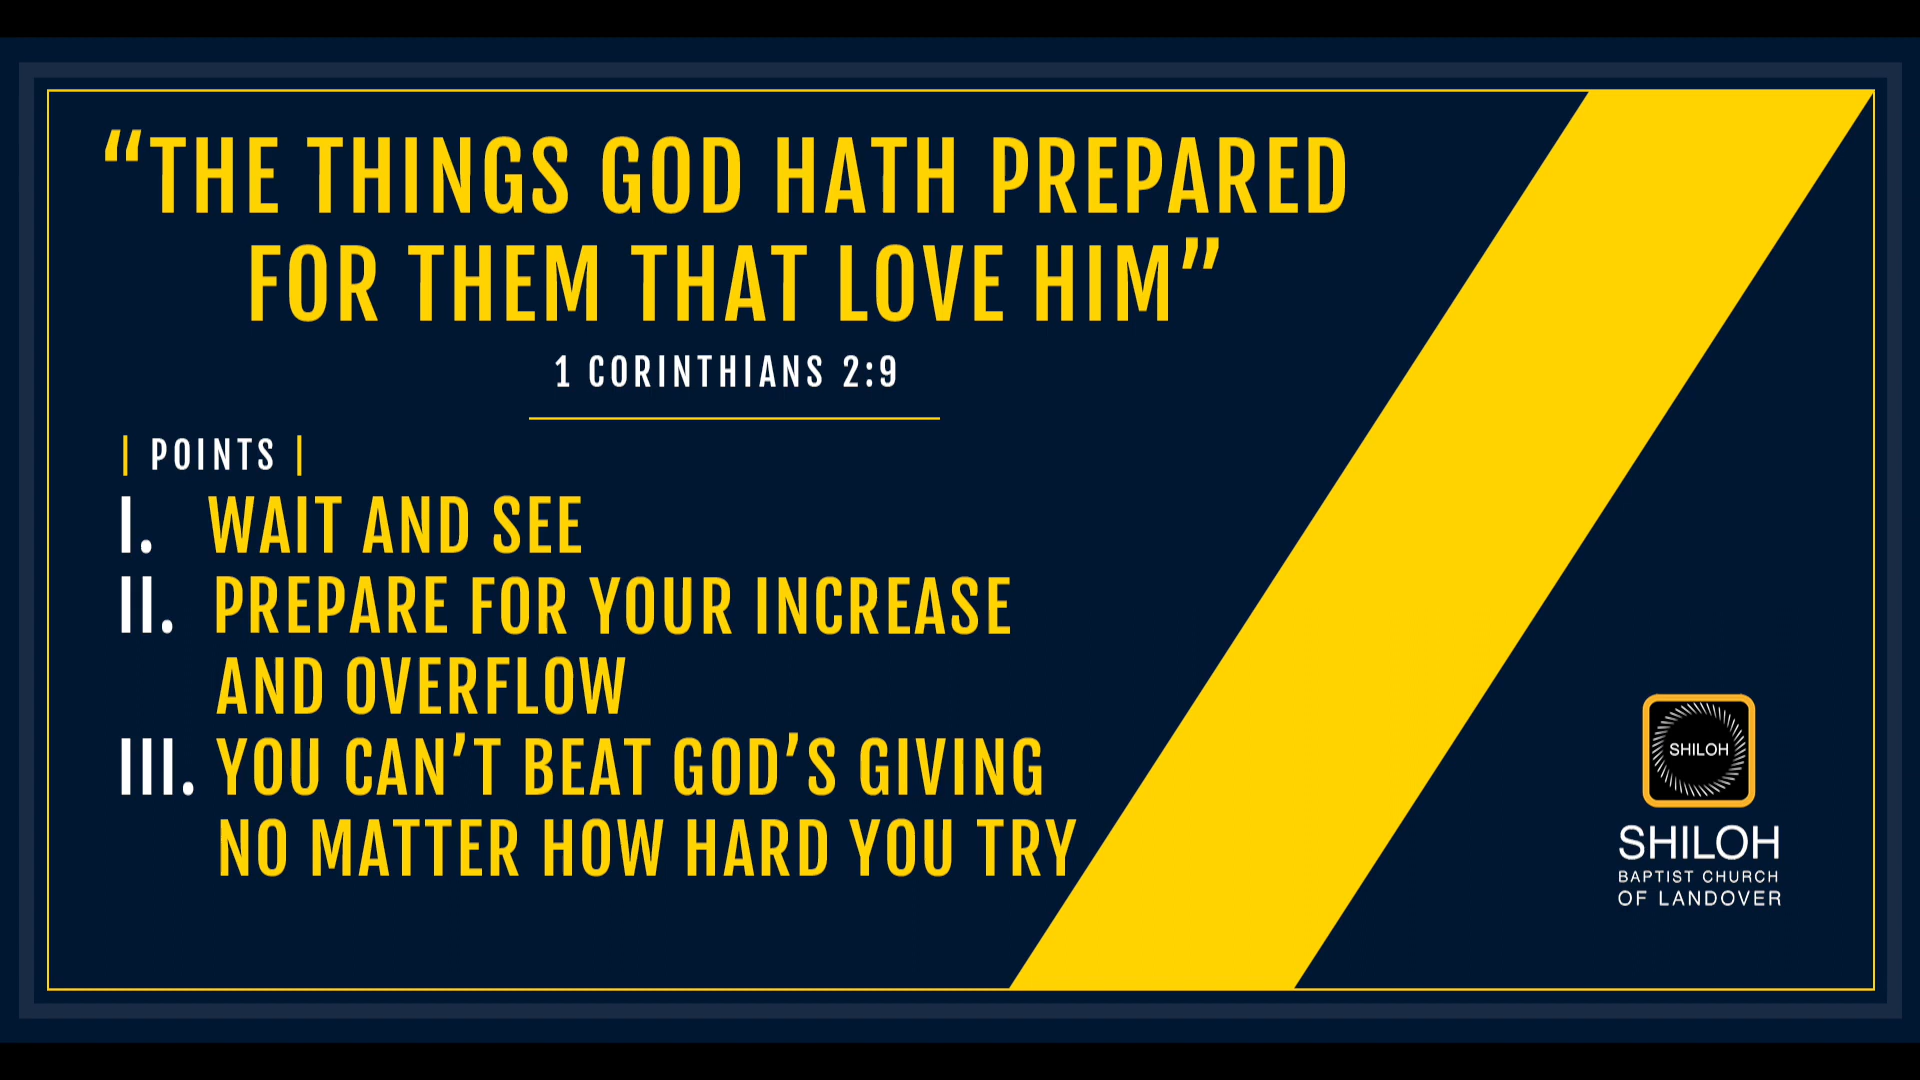 “THE THINGS GOD HATH PREPARED
FOR THEM THAT LOVE HIM”
1 CORINTHIANS 2:9
| POINTS |
I. WAIT AND SEE
II. PREPARE FOR YOUR INCREASE
AND OVERFLOW
III. YOU CAN’T BEAT GOD’S GIVING
NO MATTER HOW HARD YOU TRY
SHILOH
SHILOH
BAPTIST CHURCH
OF LANDOVER